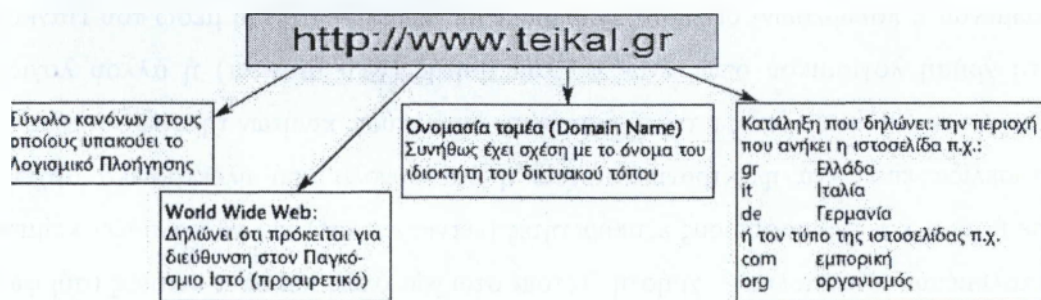 http://www.teikal.gr
Σύνολο κανόνων στους
οποίους υπακούει το
Λογισμικό Πλοήγησης
World Wide Web:
Δηλώνει ότι πρόκειται για
διεύθυνση στον Παγκό-
σμιο Ιστό (προαιρετικό)
Ονομασία τομέα (Domain Name)
Συνήθως έχει σχέση με το όνομα του
ιδιοκτήτη του δικτυακού τόπου
Κατάληξη που δηλώνει: την περιοχή
που ανήκει η ιστοσελίδα π.χ.:
gr Ελλάδα
it Ιταλία
de Γερμανία
ή τον τύπο της ιστοσελίδας π.χ.
com εμπορική
org οργανισμός